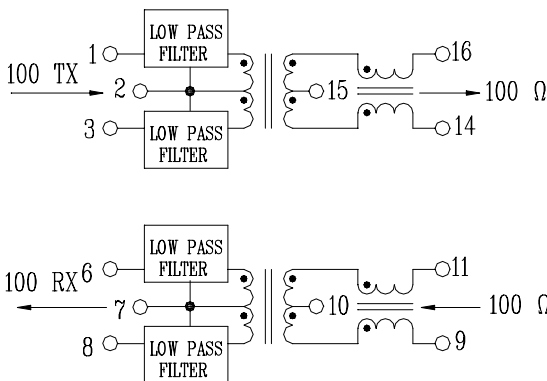 LOW PASS
FILTER
1
16
100 TX
2
15
100 Ω
3
14
LOW PASS
FILTER
LOW PASS
FILTER
6
11
100 RX
7
10
100 Ω
8
9
LOW PASS
FILTER